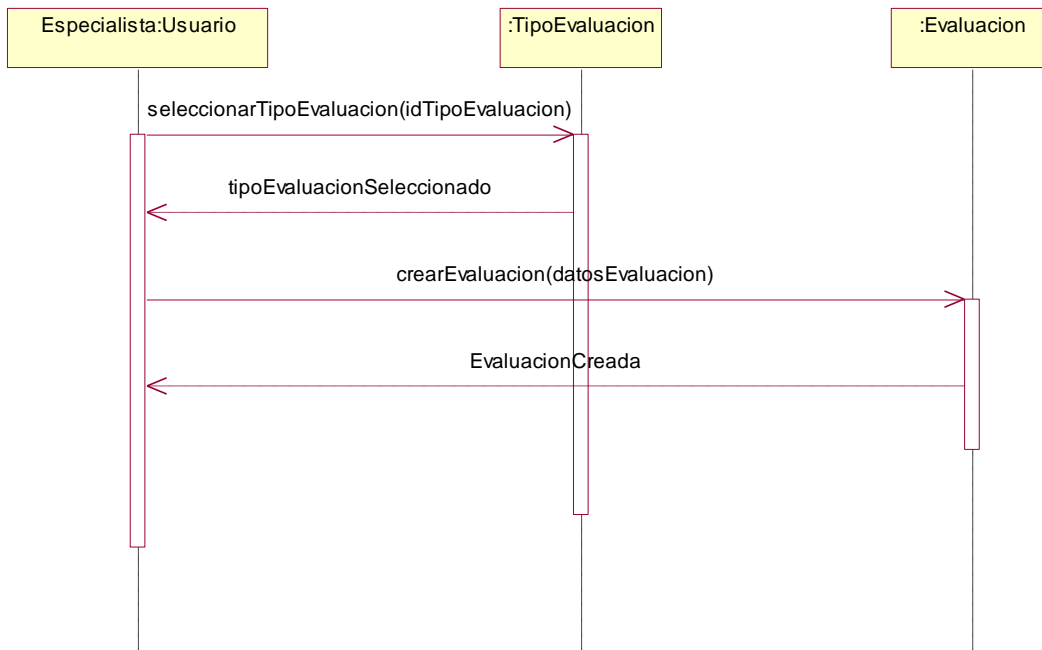 Especialista:Usuario
:TipoEvaluacion
:Evaluacion
seleccionarTipoEvaluacion(idTipoEvaluacion)
tipoEvaluacionSeleccionado
crearEvaluacion(datosEvaluacion)
EvaluacionCreada